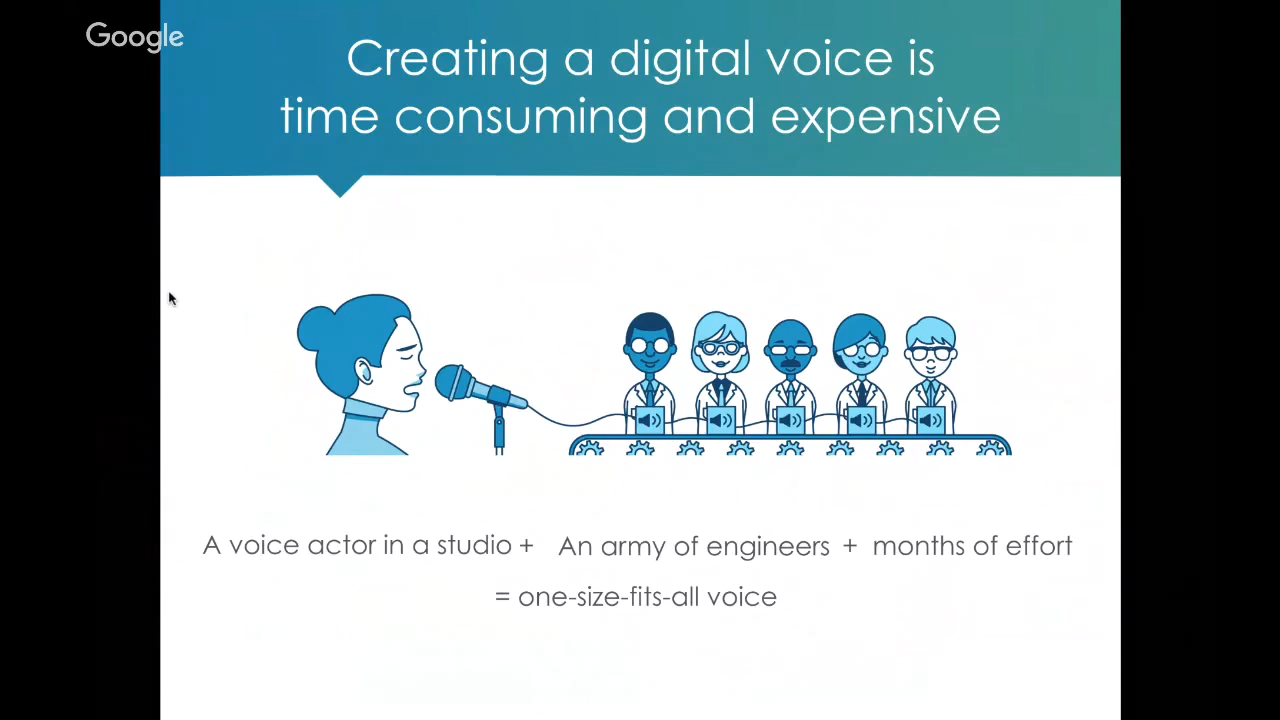 Google
Creating a digital voice is
time consuming and expensive
A voice actor in a studio + An army of engineers + months of effort
= one-size-fits-all voice